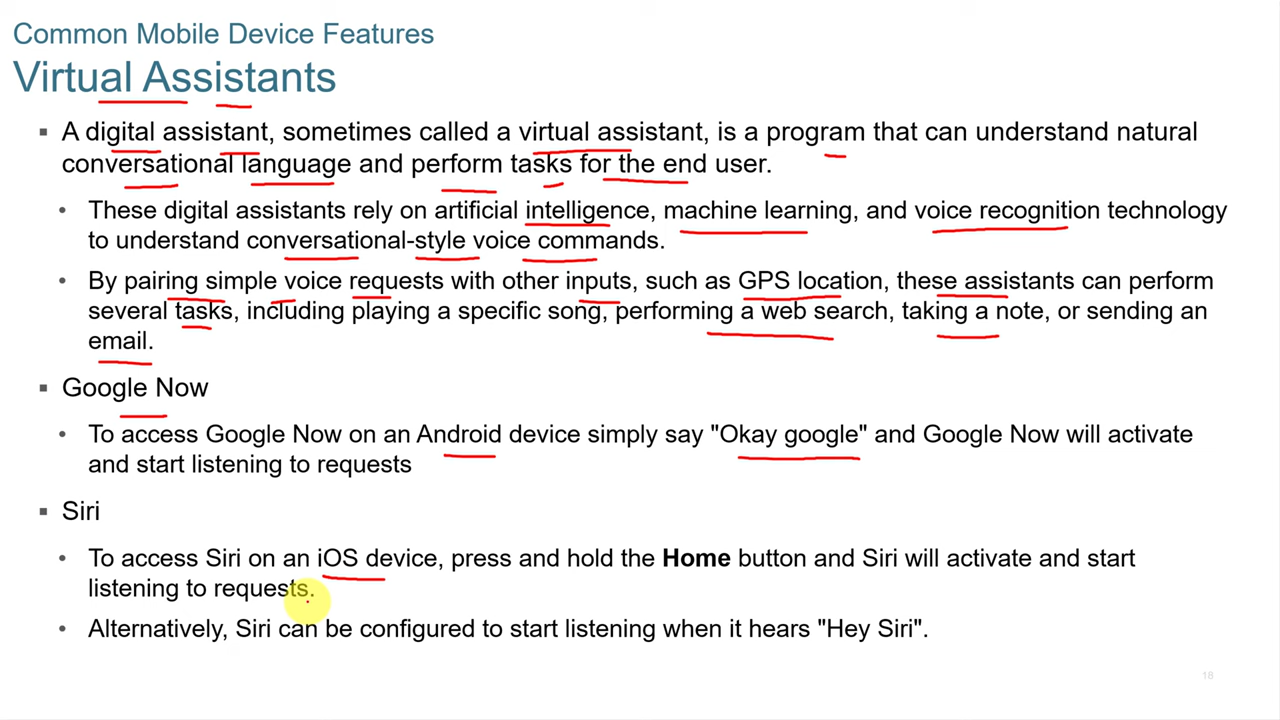 Common Mobile Device Features
Virtual Assistants
▪ A digital assistant, sometimes called a virtual assistant, is a program that can understand natural
conversational language and perform tasks for the end user.
• These digital assistants rely on artificial intelligence, machine learning, and voice recognition technology
to understand conversational-style voice commands.
• By pairing simple voice requests with other inputs, such as GPS location, these assistants can perform
several tasks, including playing a specific song, performing a web search, taking a note, or sending an
email.
▪ Google Now
• To access Google Now on an Android device simply say "Okay google" and Google Now will activate
and start listening to requests
▪ Siri
• To access Siri on an iOS device, press and hold the Home button and Siri will activate and start
listening to requests.
• Alternatively, Siri can be configured to start listening when it hears "Hey Siri".
18